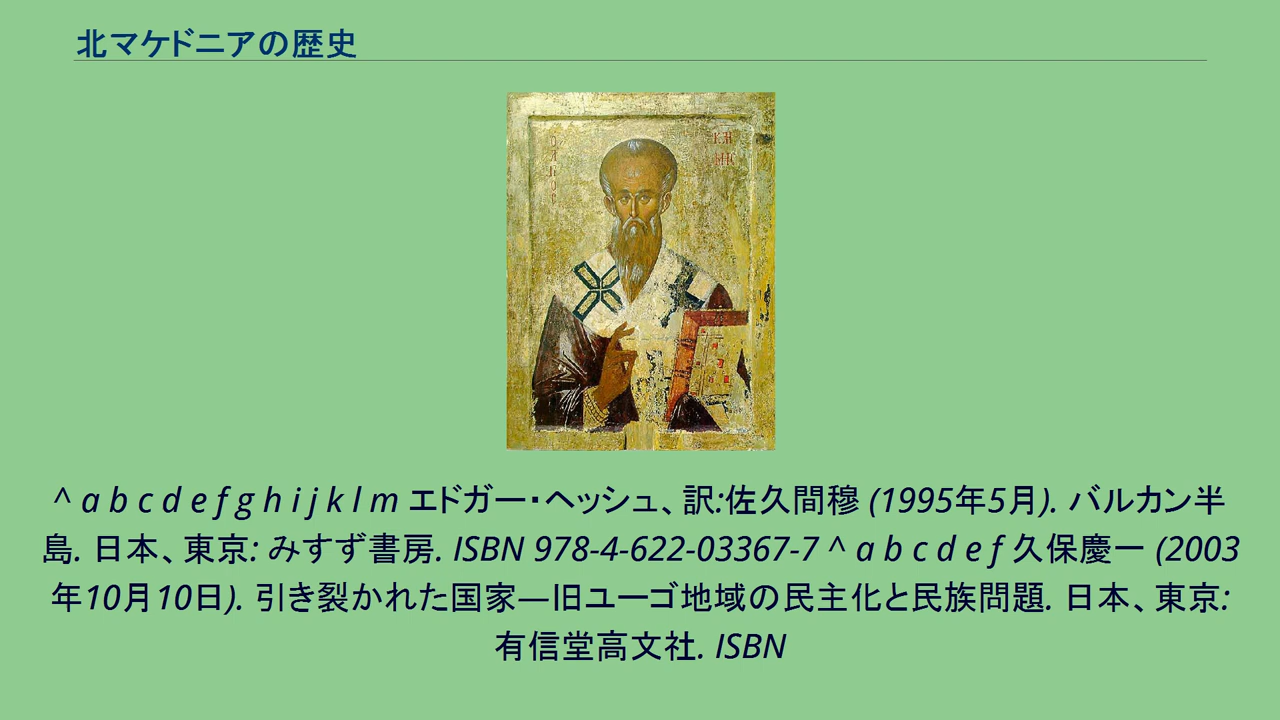 北マケドニアの歴史
^ a b c d e f g h i j k l m エドガー・ヘッシュ、訳:佐久間穆 (1995年5月). バルカン半
島. 日本、東京: みすず書房. ISBN 978-4-622-03367-7 ^ a b c d e f 久保慶一 (2003
年10月10日). 引き裂かれた国家―旧ユーゴ地域の民主化と民族問題. 日本、東京:
有信堂高文社. ISBN